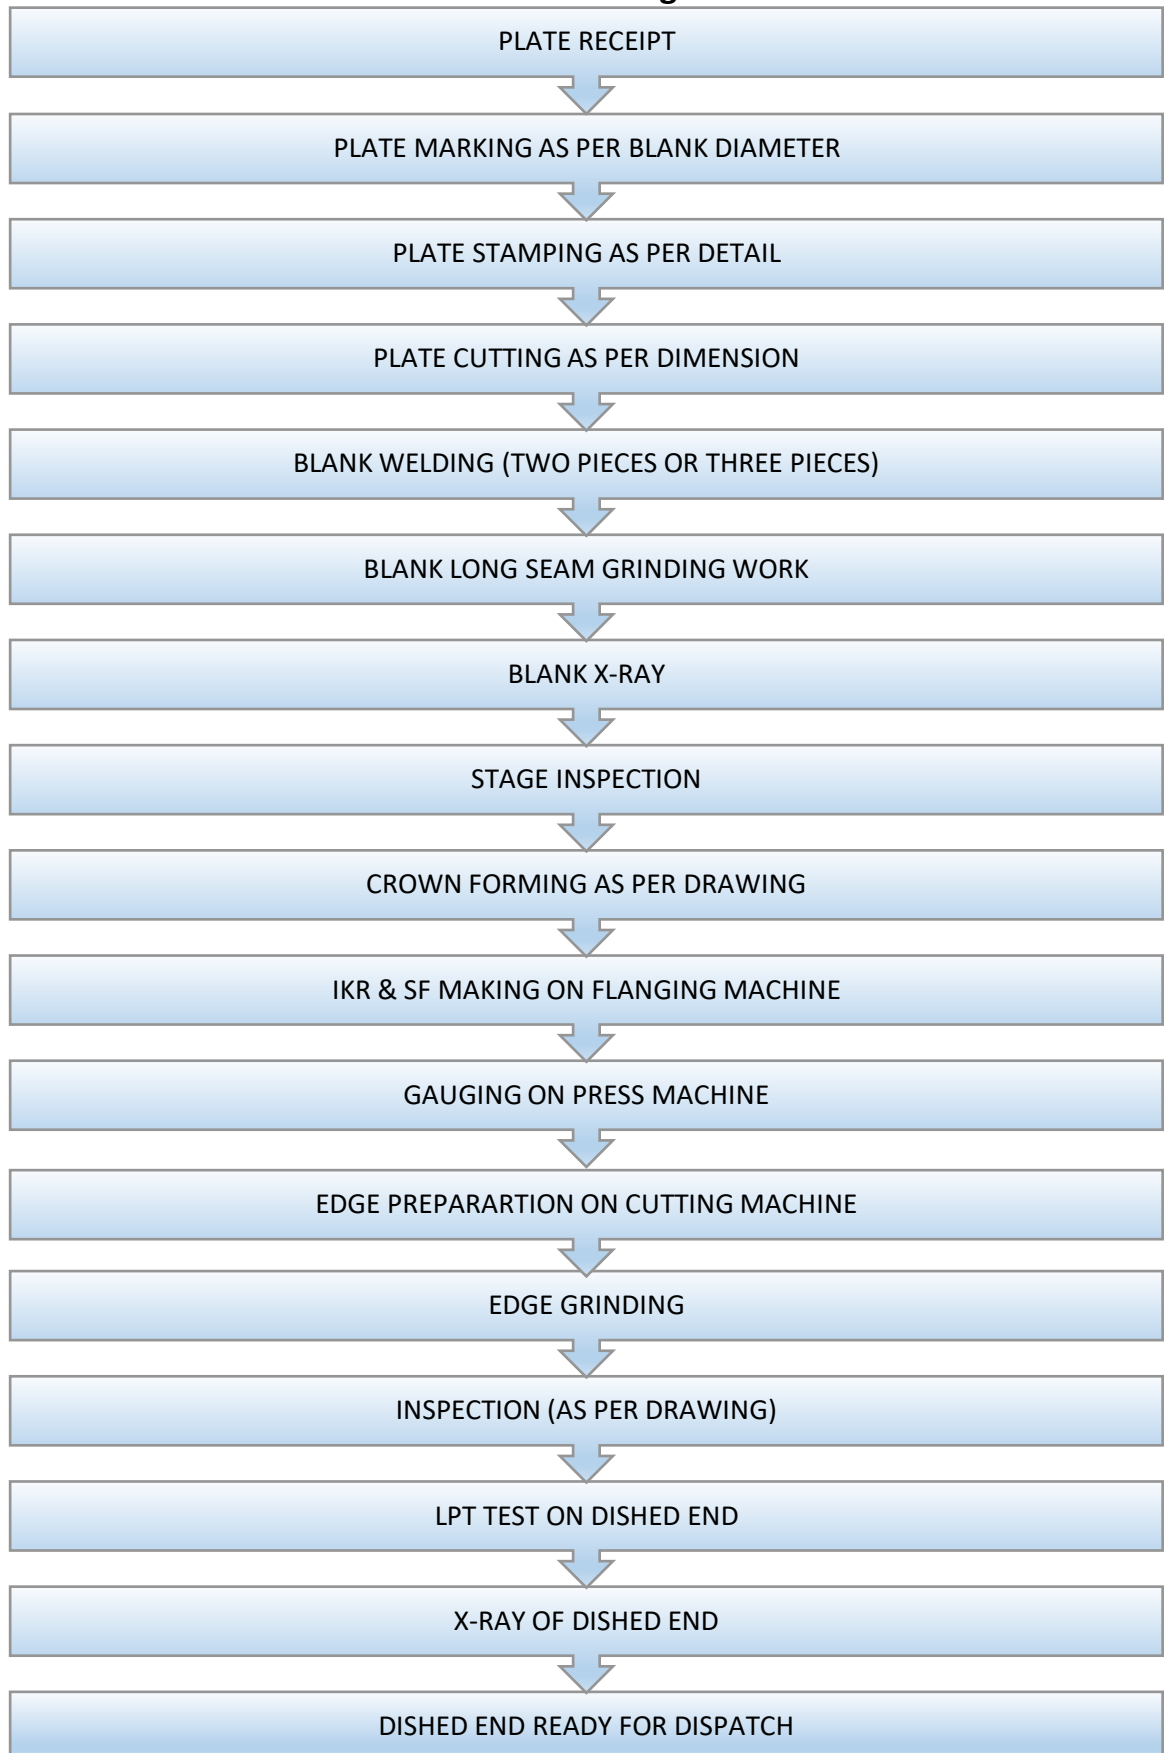 PLATE RECEIPT
PLATE MARKING AS PER BLANK DIAMETER
PLATE STAMPING AS PER DETAIL
PLATE CUTTING AS PER DIMENSION
BLANK WELDING (TWO PIECES OR THREE PIECES)
BLANK LONG SEAM GRINDING WORK
BLANK X-RAY
STAGE INSPECTION
CROWN FORMING AS PER DRAWING
IKR & SF MAKING ON FLANGING MACHINE
GAUGING ON PRESS MACHINE
EDGE PREPARARTION ON CUTTING MACHINE
EDGE GRINDING
INSPECTION (AS PER DRAWING)
LPT TEST ON DISHED END
X-RAY OF DISHED END
DISHED END READY FOR DISPATCH